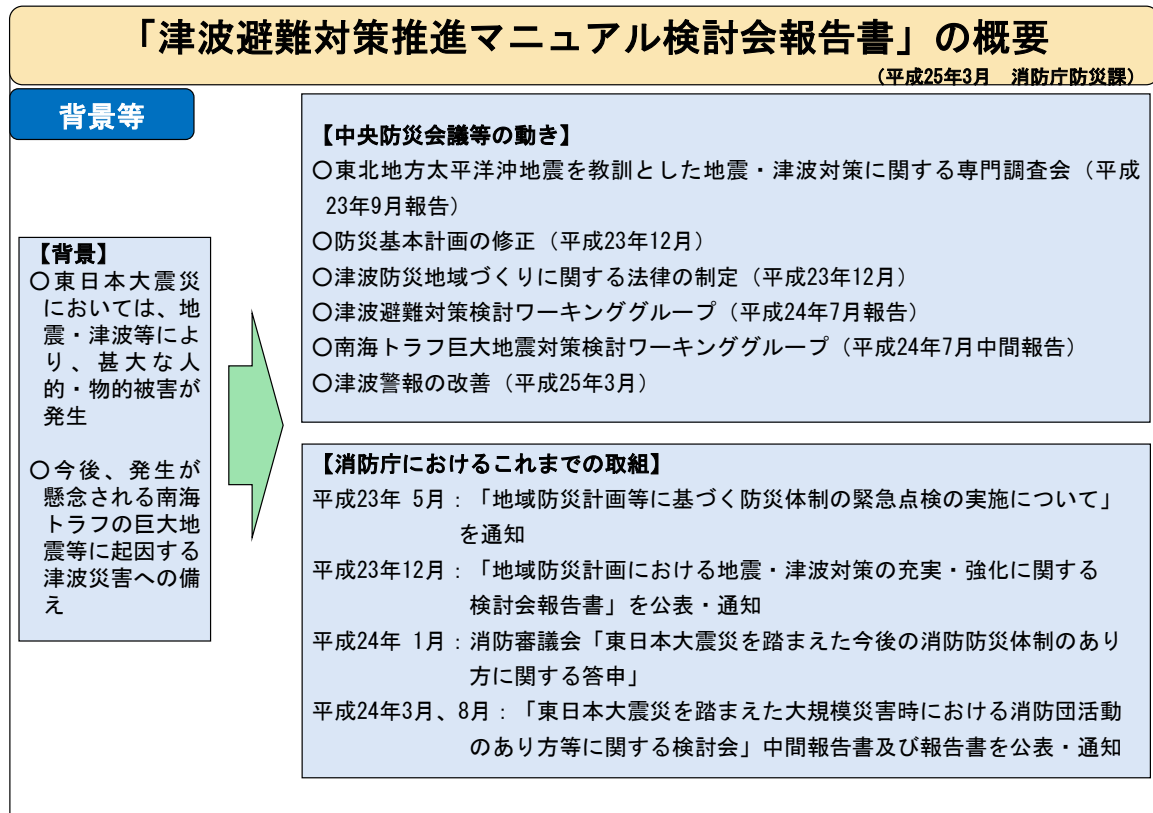 「津波避難対策推進マニュアル検討会報告書」の概要
（平成25年3月　消防庁防災課）
背景等
【背景】
○東日本大震災
においては、地
震・津波等によ
り、甚大な人
的・物的被害が
発生
○今後、発生が
懸念される南海
トラフの巨大地
震等に起因する
津波災害への備
え
【中央防災会議等の動き】
○東北地方太平洋沖地震を教訓とした地震・津波対策に関する専門調査会（平成
23年9月報告）
○防災基本計画の修正（平成23年12月）
○津波防災地域づくりに関する法律の制定（平成23年12月）
○津波避難対策検討ワーキンググループ（平成24年7月報告）
○南海トラフ巨大地震対策検討ワーキンググループ（平成24年7月中間報告）
○津波警報の改善（平成25年3月）
【消防庁におけるこれまでの取組】
平成23年 5月：「地域防災計画等に基づく防災体制の緊急点検の実施について」
を通知
平成23年12月：「地域防災計画における地震・津波対策の充実・強化に関する
検討会報告書」を公表・通知
平成24年 1月：消防審議会「東日本大震災を踏まえた今後の消防防災体制のあり
方に関する答申」
平成24年3月、8月：「東日本大震災を踏まえた大規模災害時における消防団活動
のあり方等に関する検討会」中間報告書及び報告書を公表・通知